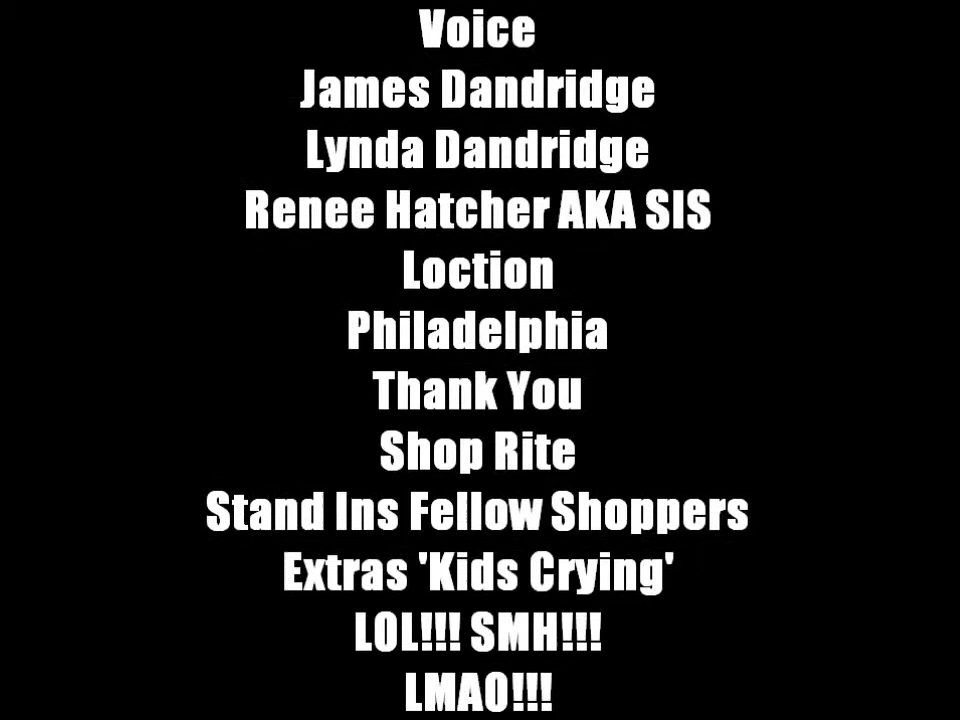 Voice
James Dandridge
Lynda Dandridge
Renee Hatcher AKA SIS
Loction
Philadelphia
Thank You
Shop Rite
Stand Ins Fellow Shoppers
Extras 'Kids Crying'
LOL!!! SMH!!!
LMAO!!!